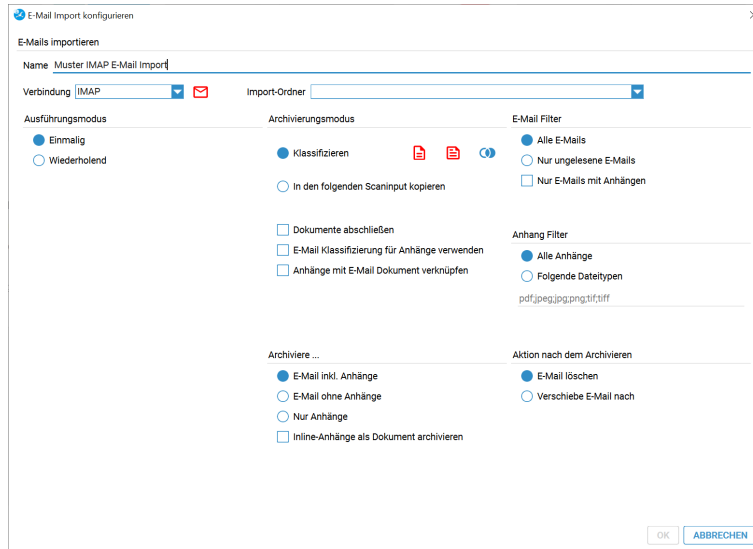 E-Mail Import konfigurieren
E-Mails importieren
Name Muster IMAP E-Mail Import
Verbindung IMAP Import-Ordner
Ausführungsmodus Archivierungsmodus E-Mail Filter
Einmalig Klassifizieren Alle E-Mails
Wiederholend Nur ungelesene E-Mails
In den folgenden Scaninput kopieren Nur E-Mails mit Anhängen
Dokumente abschließen Anhang Filter
E-Mail Klassifizierung für Anhänge verwenden Alle Anhänge
Anhänge mit E-Mail Dokument verknüpfen Folgende Dateitypen
pdf;jpeg;jpg;png;tif;tiff
Archiviere ... Aktion nach dem Archivieren
E-Mail inkl. Anhänge E-Mail löschen
E-Mail ohne Anhänge Verschiebe E-Mail nach
Nur Anhänge
Inline-Anhänge als Dokument archivieren
OK ABBRECHEN